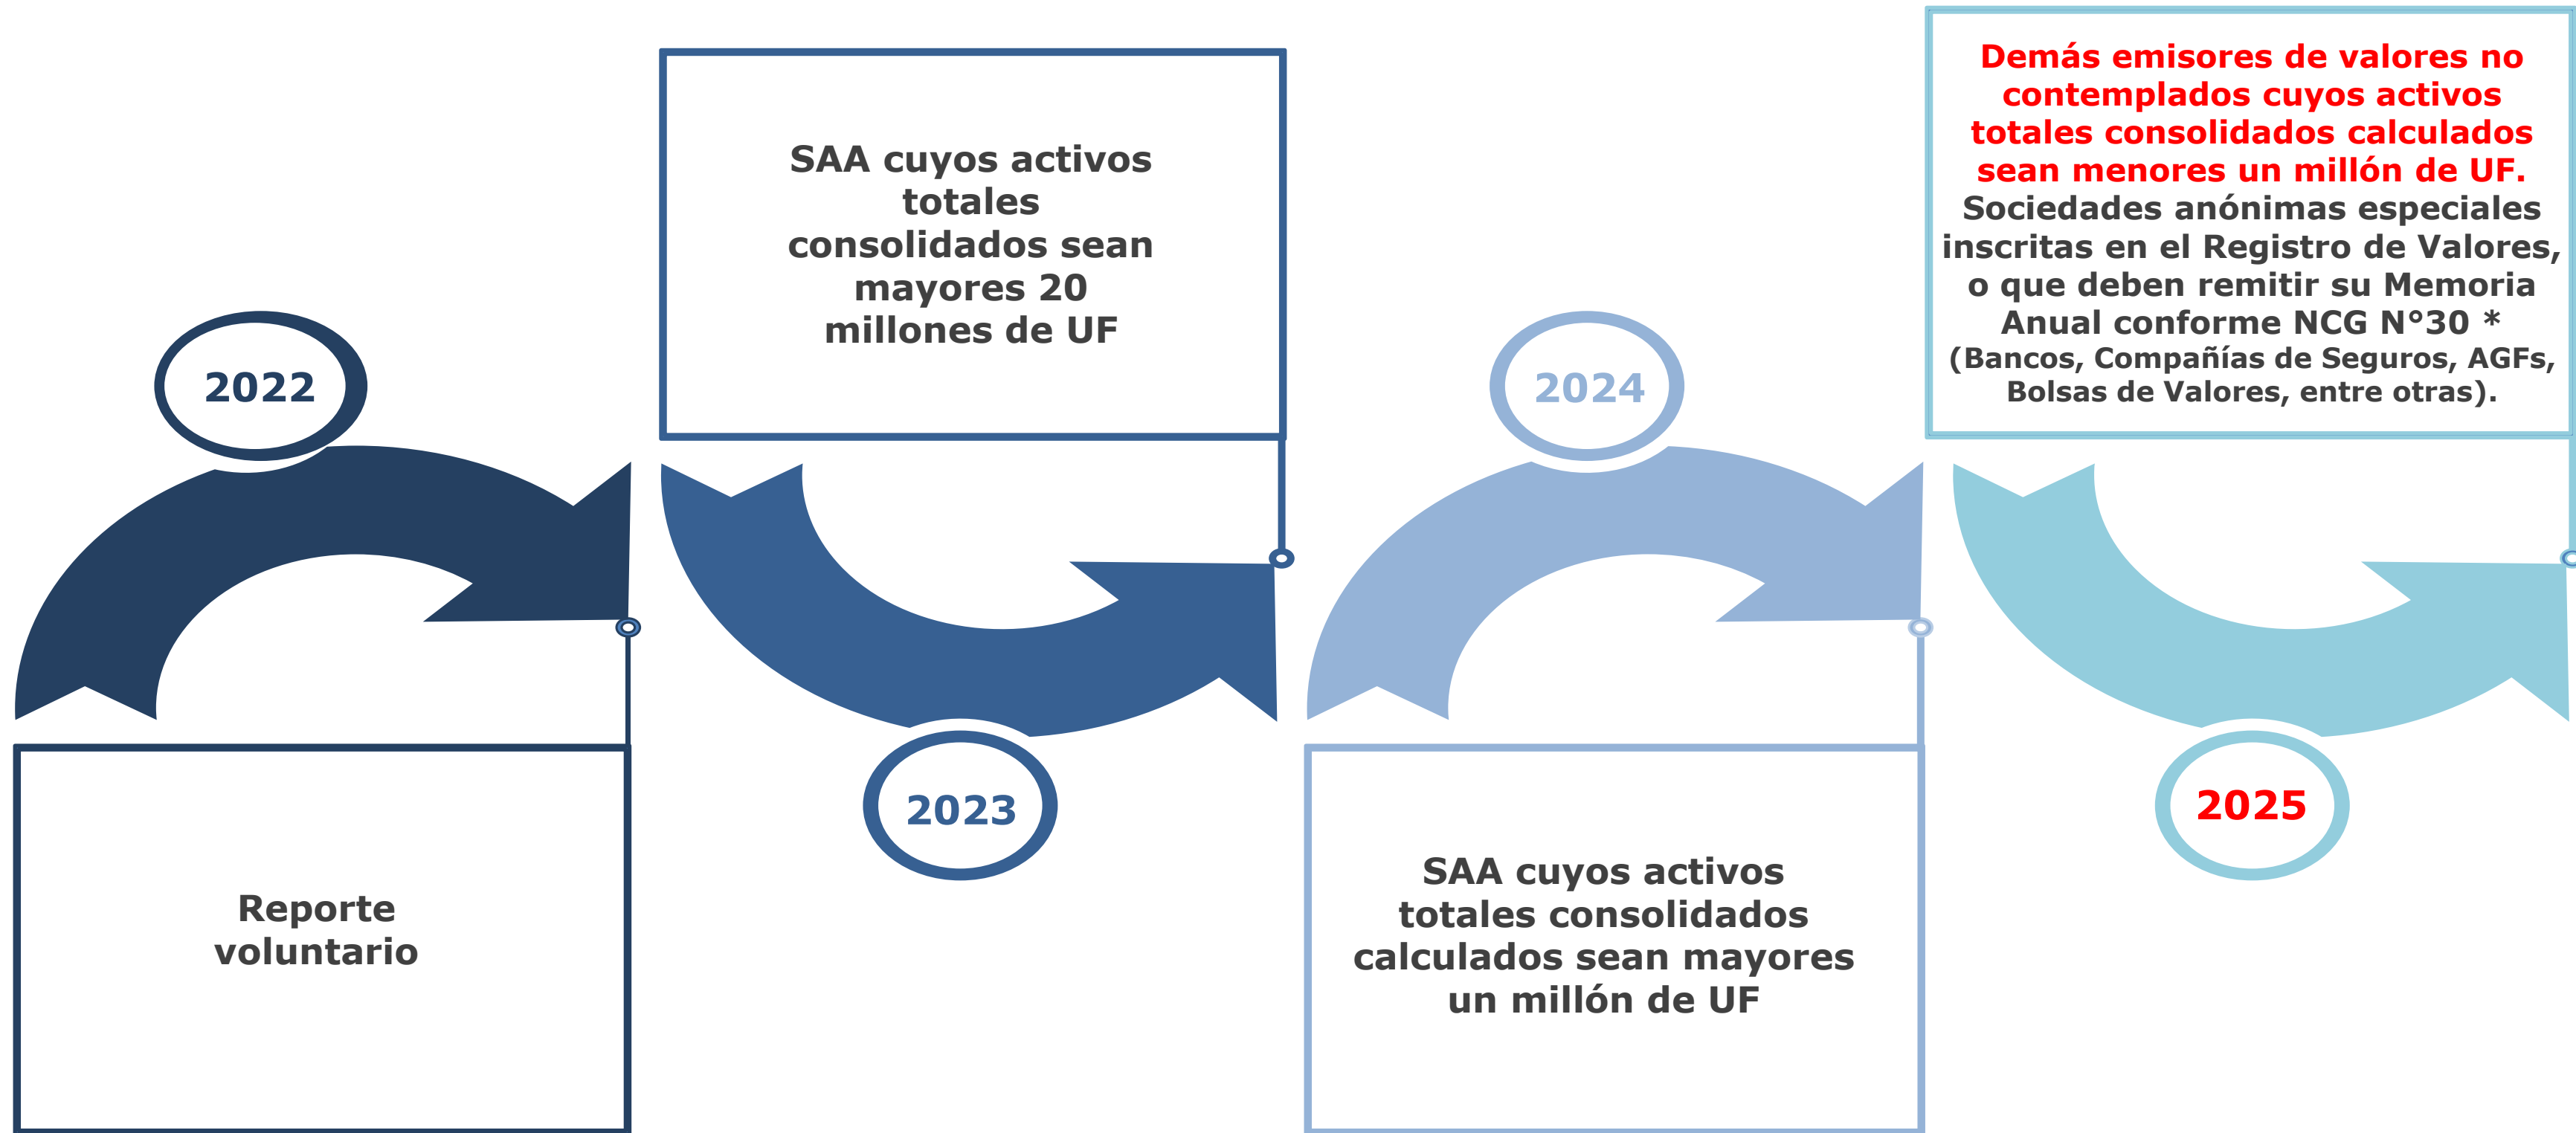 2022
Reporte
voluntario
SAA cuyos activos
totales
consolidados sean
mayores 20
millones de UF
2023
2024
SAA cuyos activos
totales consolidados
calculados sean mayores
un millón de UF
Demás emisores de valores no
contemplados cuyos activos
totales consolidados calculados
sean menores un millón de UF.
Sociedades anónimas especiales
inscritas en el Registro de Valores,
o que deben remitir su Memoria
Anual conforme NCG N°30 *
(Bancos, Compañías de Seguros, AGFs,
Bolsas de Valores, entre otras).
2025